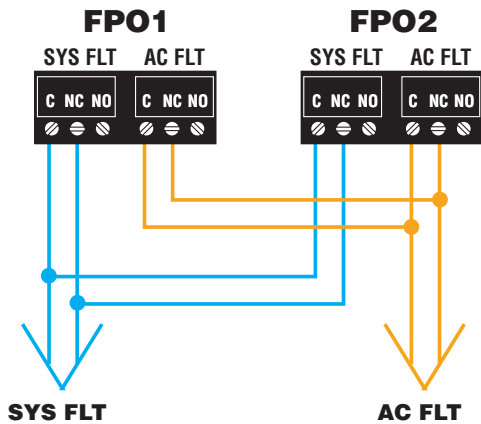 FPO1 FPO2
SYS FLT AC FLT SYS FLT AC FLT
C NC NO C NC NO C NC NO C NC NO
SYS FLT AC FLT